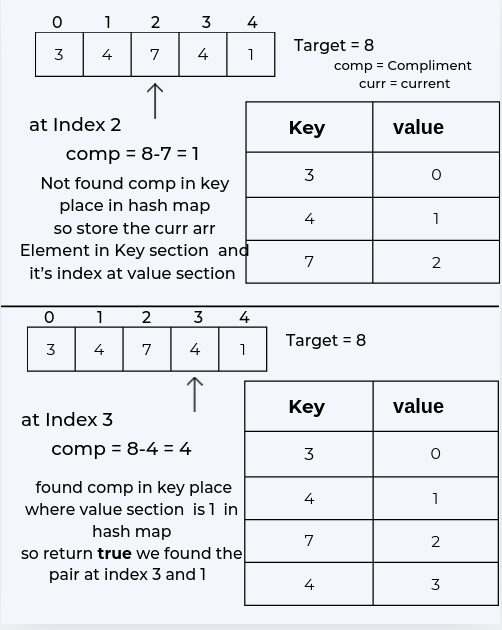 0 1 2 3 4
3 4 7 4 1
Target = 8
comp = Compliment
curr = current
at Index 2
comp = 8-7 = 1
Not found comp in key
place in hash map
so store the curr arr
Element in Key section and
it's index at value section
Key value
3 0
4 1
7 2
0 1 2 3 4
3 4 7 4 1
Target = 8
at Index 3
comp = 8-4 = 4
found comp in key place
where value section is 1 in
hash map
so return true we found the
pair at index 3 and 1
Key value
3 0
4 1
7 2
4 3